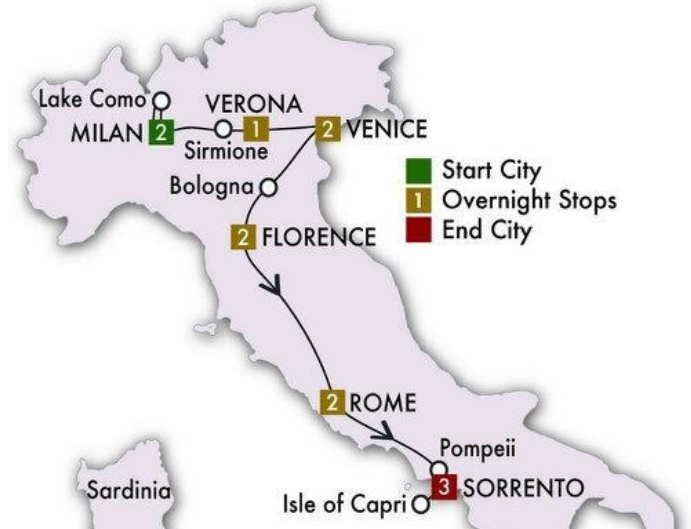 Lake Como
MILAN 2
VERONA
1
Sirmione
2 VENICE
Bologna
2 FLORENCE
Start City
1 Overnight Stops
End City
2 ROME
Pompeii
3 SORRENTO
Isle of Capri
Sardinia